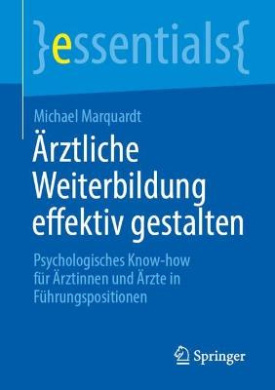 }essentials{
Michael Marquardt
Ärztliche
Weiterbildung
effektiv gestalten
Psychologisches Know-how
für Ärztinnen und Ärzte in
Führungspositionen
Springer